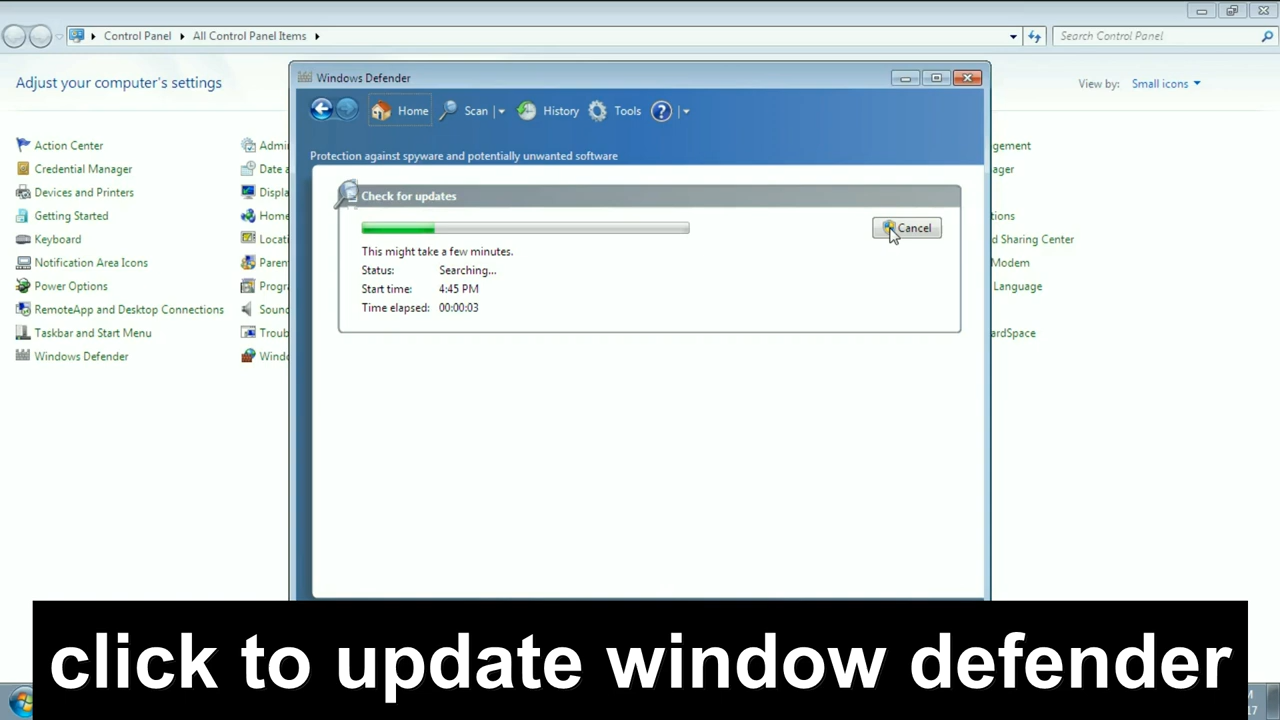 Control Panel
All Control Panel Items
Search Control Panel
Adjust your computer's settings
View by:
Small icons
Action Center
Credential Manager
Devices and Printers
Getting Started
Keyboard
Notification Area Icons
Power Options
RemoteApp and Desktop Connections
Taskbar and Start Menu
Windows Defender
Windows Defender
Home
Scan
History
Tools
Protection against spyware and potentially unwanted software
Check for updates
Cancel
This might take a few minutes.
Status: Searching...
Start time: 4:45 PM
Time elapsed: 00:00:03
Sharing Center
Modem
Language
click to update window defender